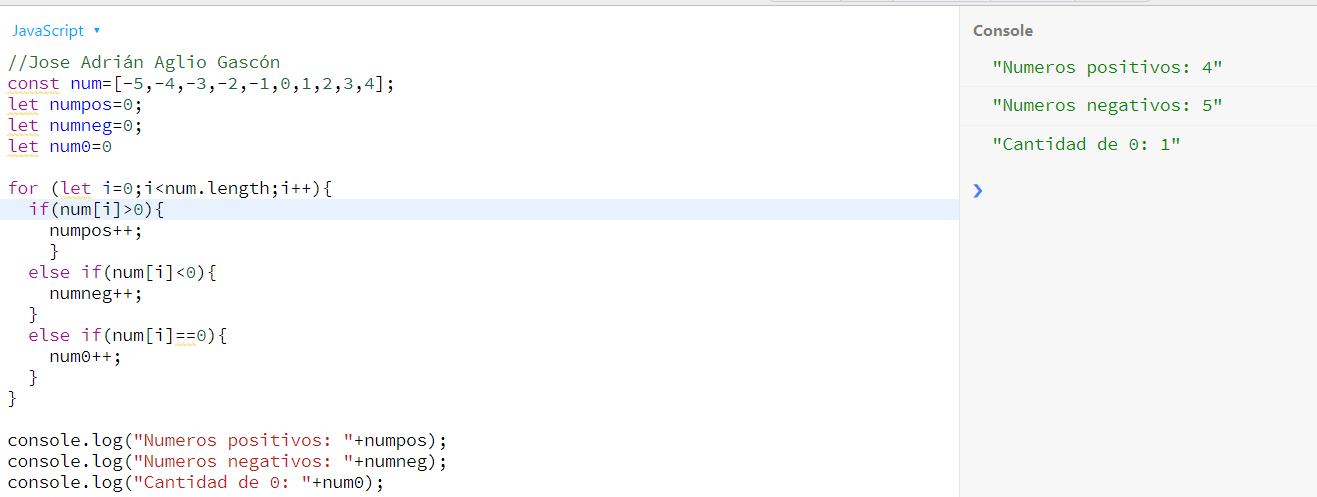 JavaScript ▾
//Jose Adrián Aglio Gascón
const num=[-5,-4,-3,-2,-1,0,1,2,3,4];
let numpos=0;
let numneg=0;
let num0=0
for (let i=0;i<num.length;i++){
  if(num[i]>0){
    numpos++;
    }
  else if(num[i]<0){
    numneg++;
  }
  else if(num[i]==0){
    num0++;
  }
}
console.log("Numeros positivos: "+numpos);
console.log("Numeros negativos: "+numneg);
console.log("Cantidad de 0: "+num0);
Console
"Numeros positivos: 4"
"Numeros negativos: 5"
"Cantidad de 0: 1"
❯